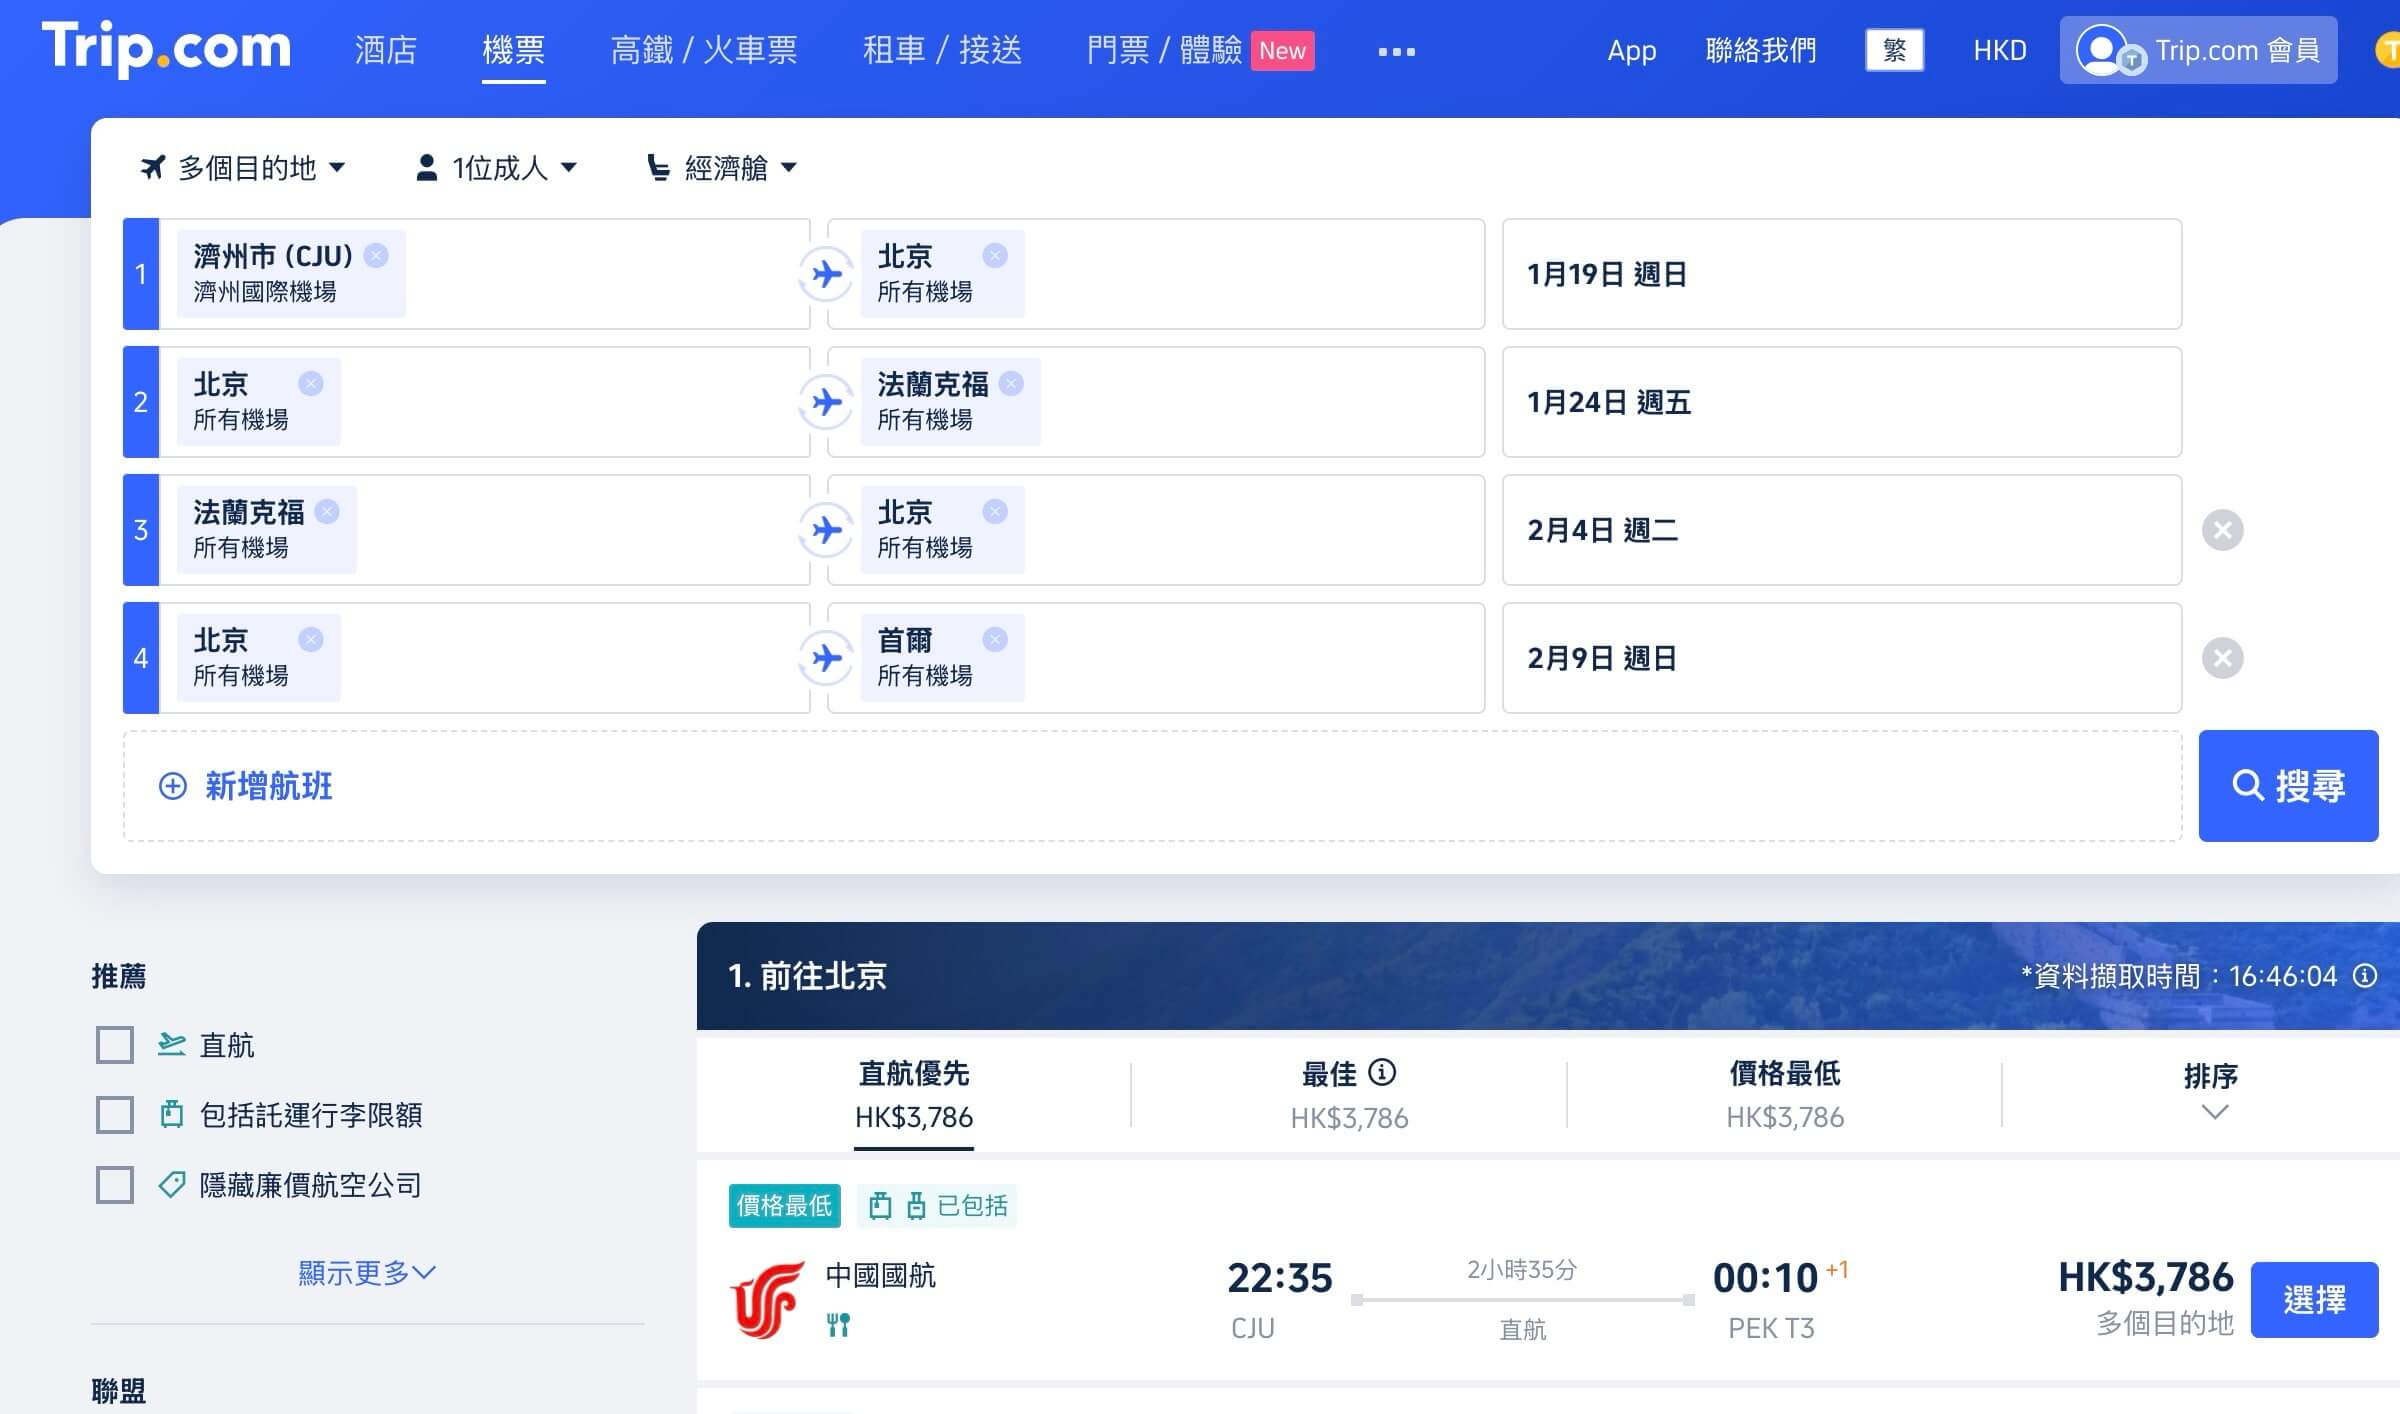 Trip.com 酒店 機票 高鐵 / 火車票 租車 / 接送 門票 / 體驗 New App 聯絡我們 繁 HKD Trip.com 會員
多個目的地 1位成人 經濟艙
1 濟州市 (CJU) 北京 1月19日 週日
濟州國際機場 所有機場
2 北京 法蘭克福 1月24日 週五
所有機場 所有機場
3 法蘭克福 北京 2月4日 週二
所有機場 所有機場
4 北京 首爾 2月9日 週日
所有機場 所有機場
新增航班 搜尋
推薦
直航
包括託運行李限額
隱藏廉價航空公司
顯示更多
聯盟
1. 前往北京 *資料擷取時間：16:46:04
直航優先 最佳 價格最低 排序
HK$3,786 HK$3,786 HK$3,786
價格最低 已包括
中國國航 22:35 2小時35分 00:10 +1 HK$3,786 選擇
CJU 直航 PEK T3 多個目的地